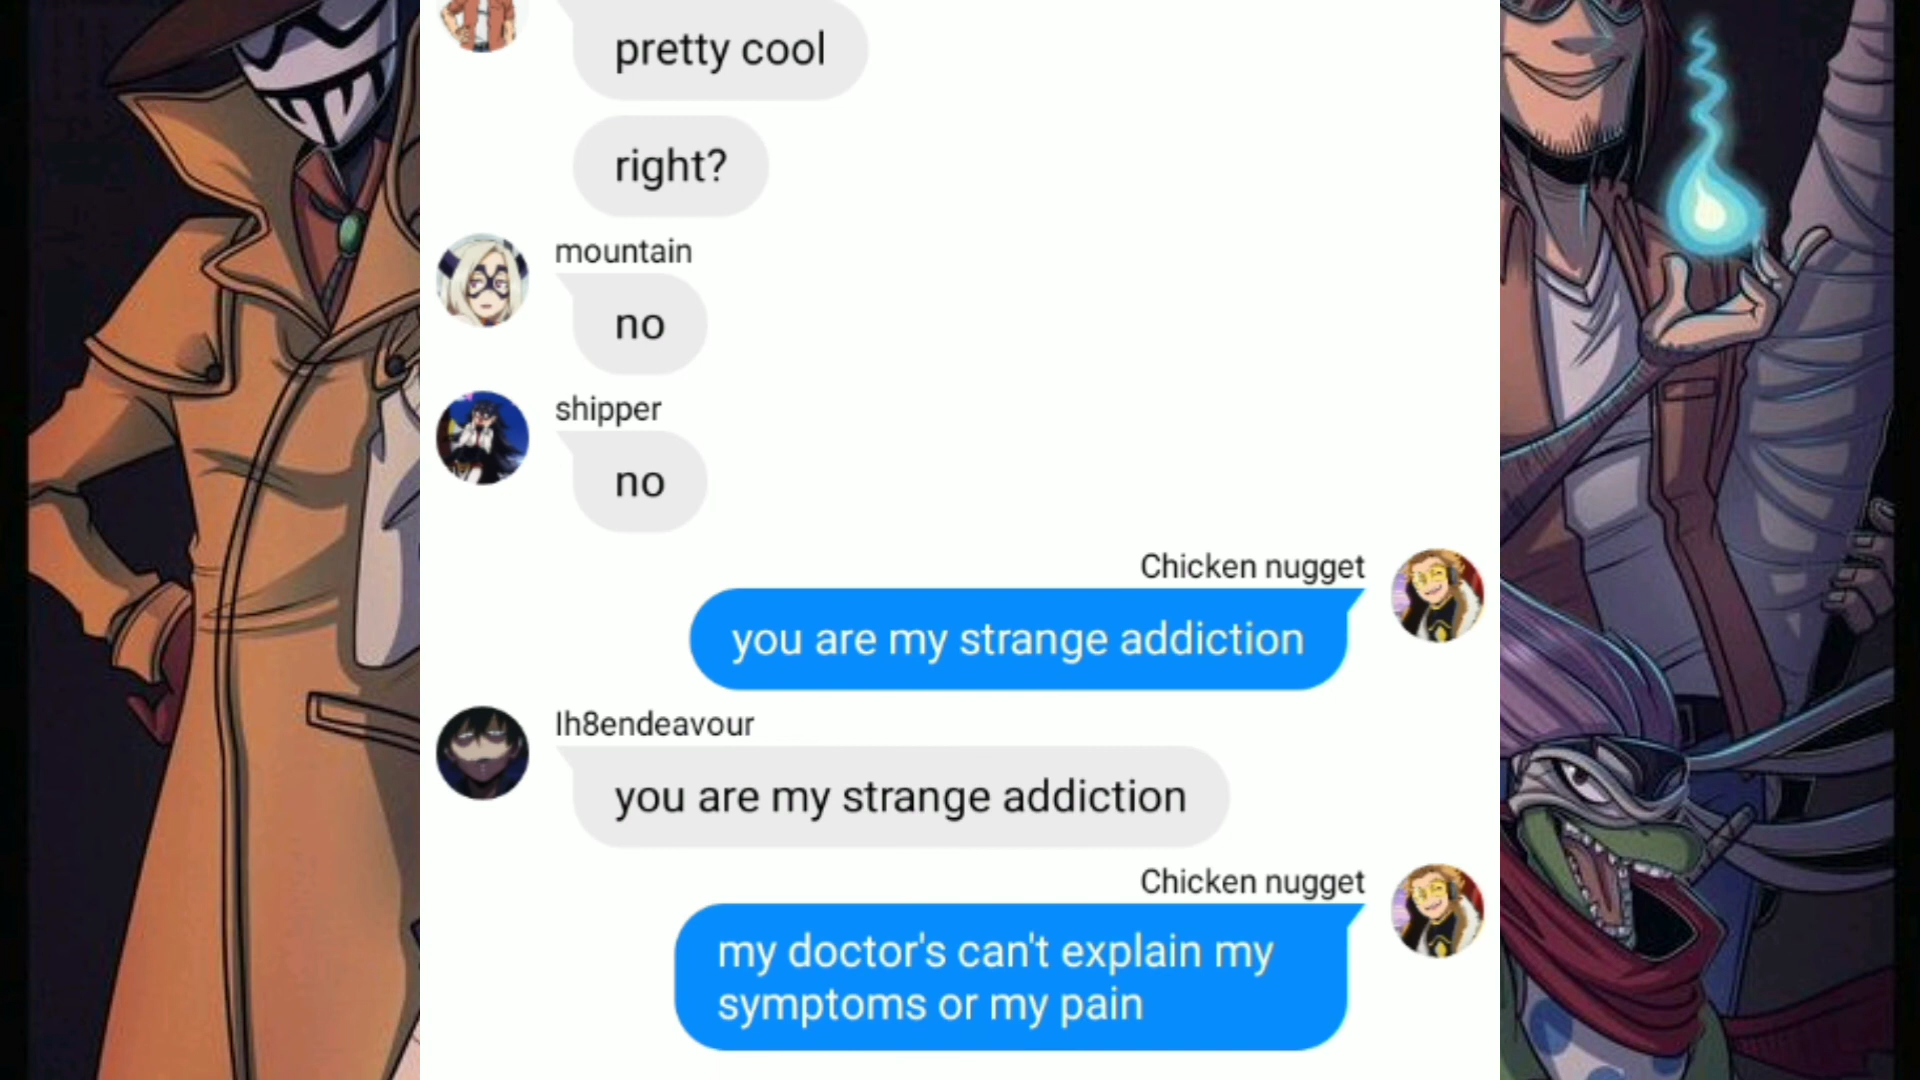 pretty cool
right?
mountain
no
shipper
no
Chicken nugget
you are my strange addiction
Ih8endeavour
you are my strange addiction
Chicken nugget
my doctor's can't explain my
symptoms or my pain